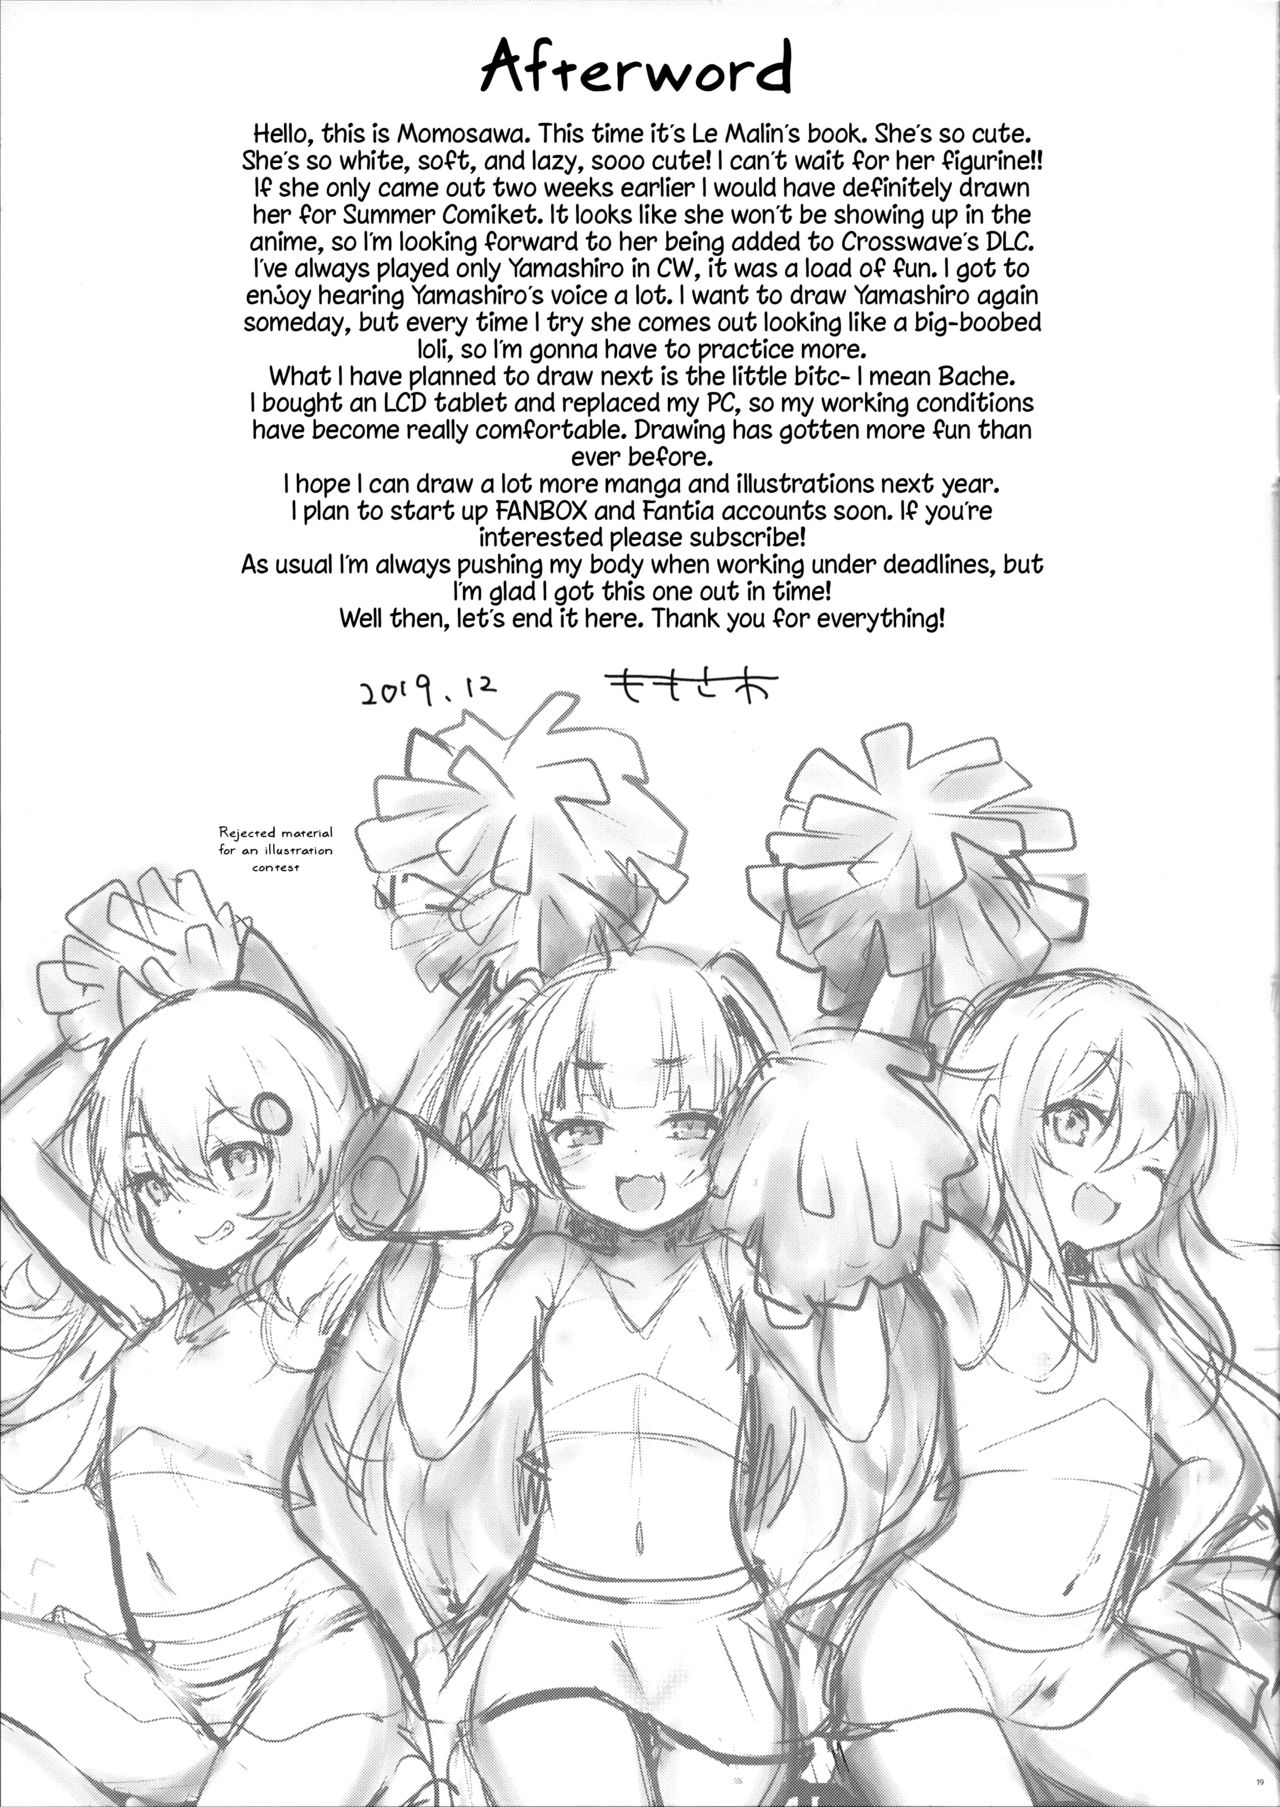 Afterword
Hello, this is Momosawa. This time it's Le Malin's book. She's so cute.
She's so white, soft, and lazy, sooo cute! I can't wait for her figurine!!
If she only came out two weeks earlier I would have definitely drawn
her for Summer Comiket. It looks like she won't be showing up in the
anime, so I'm looking forward to her being added to Crosswave's DLC.
I've always played only Yamashiro in CW, it was a load of fun. I got to
enjoy hearing Yamashiro's voice a lot. I want to draw Yamashiro again
someday, but every time I try she comes out looking like a big-boobed
loli, so I'm gonna have to practice more.
What I have planned to draw next is the little bitc- I mean Bache.
I bought an LCD tablet and replaced my PC, so my working conditions
have become really comfortable. Drawing has gotten more fun than
ever before.
I hope I can draw a lot more manga and illustrations next year.
I plan to start up FANBOX and Fantia accounts soon. If you're
interested please subscribe!
As usual I'm always pushing my body when working under deadlines, but
I'm glad I got this one out in time!
Well then, let's end it here. Thank you for everything!
2019.12 ももさわ
Rejected material
for an illustration
contest
19